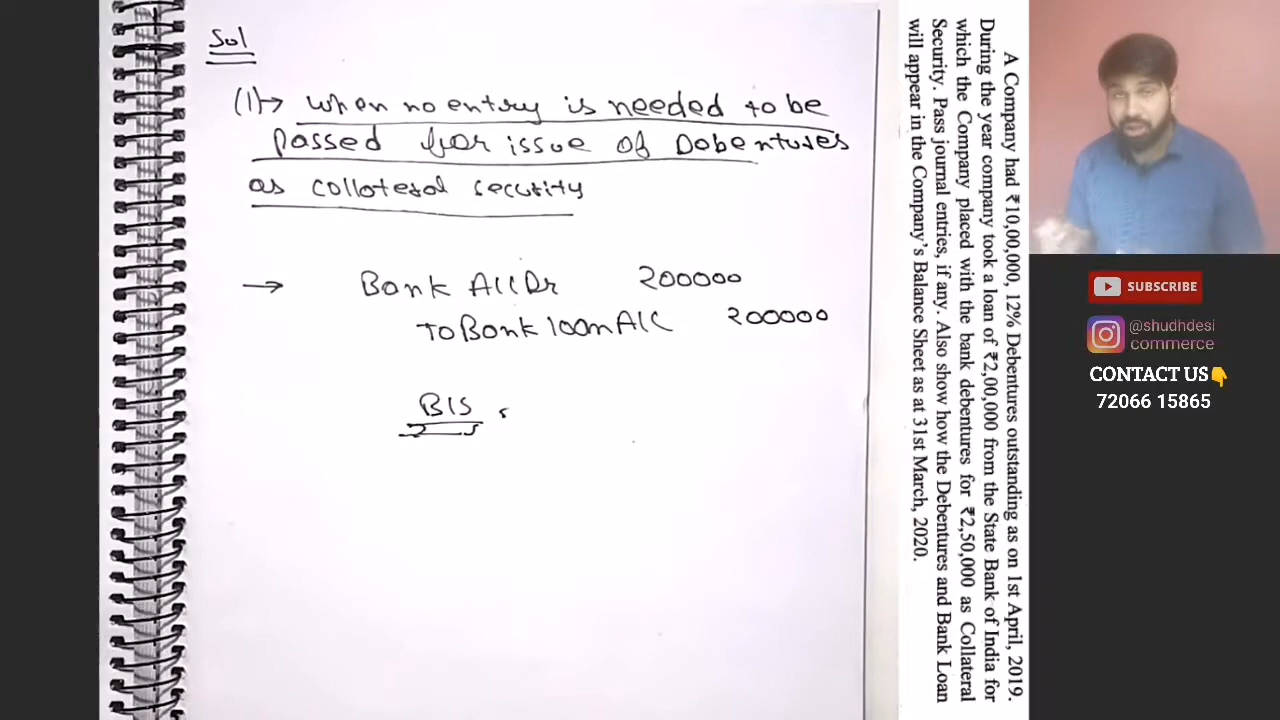 Sol
(1)→ when no entry is needed to be
passed for issue of Debentures
as collateral security
→ Bank A/c Dr 200000
To Bank loan A/c 200000
B/S
A Company had ₹10,00,000, 12% Debentures outstanding as on 1st April, 2019.
During the year company took a loan of ₹2,00,000 from the State Bank of India for
which the Company placed with the bank debentures for ₹2,50,000 as Collateral
Security. Pass journal entries, if any. Also show how the Debentures and Bank Loan
will appear in the Company's Balance Sheet as at 31st March, 2020.
SUBSCRIBE
@shudhdesi
commerce
CONTACT US👇
72066 15865